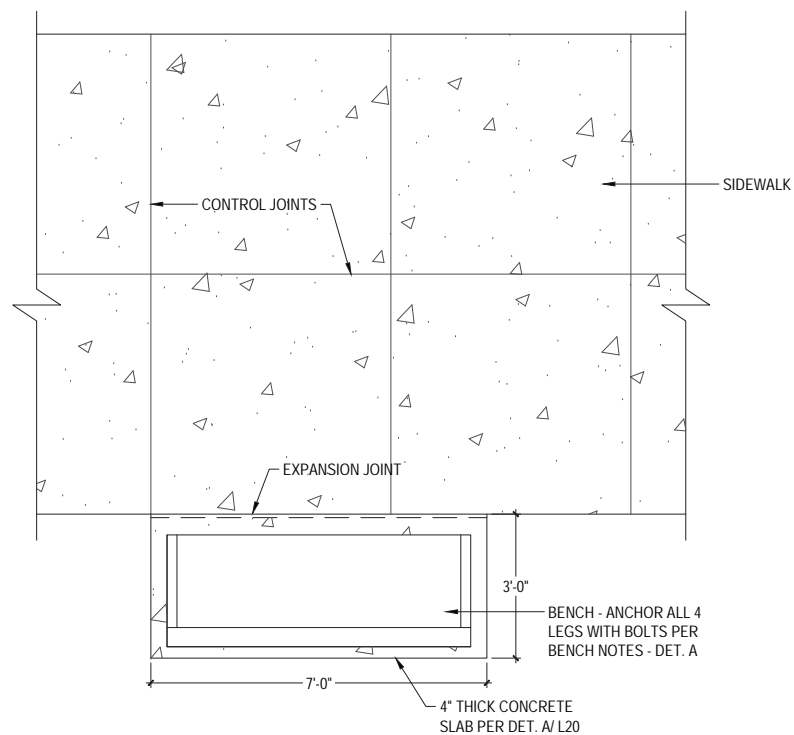 SIDEWALK
CONTROL JOINTS
EXPANSION JOINT
3'-0"
BENCH - ANCHOR ALL 4
LEGS WITH BOLTS PER
BENCH NOTES - DET. A
7'-0"
4" THICK CONCRETE
SLAB PER DET. A/ L20